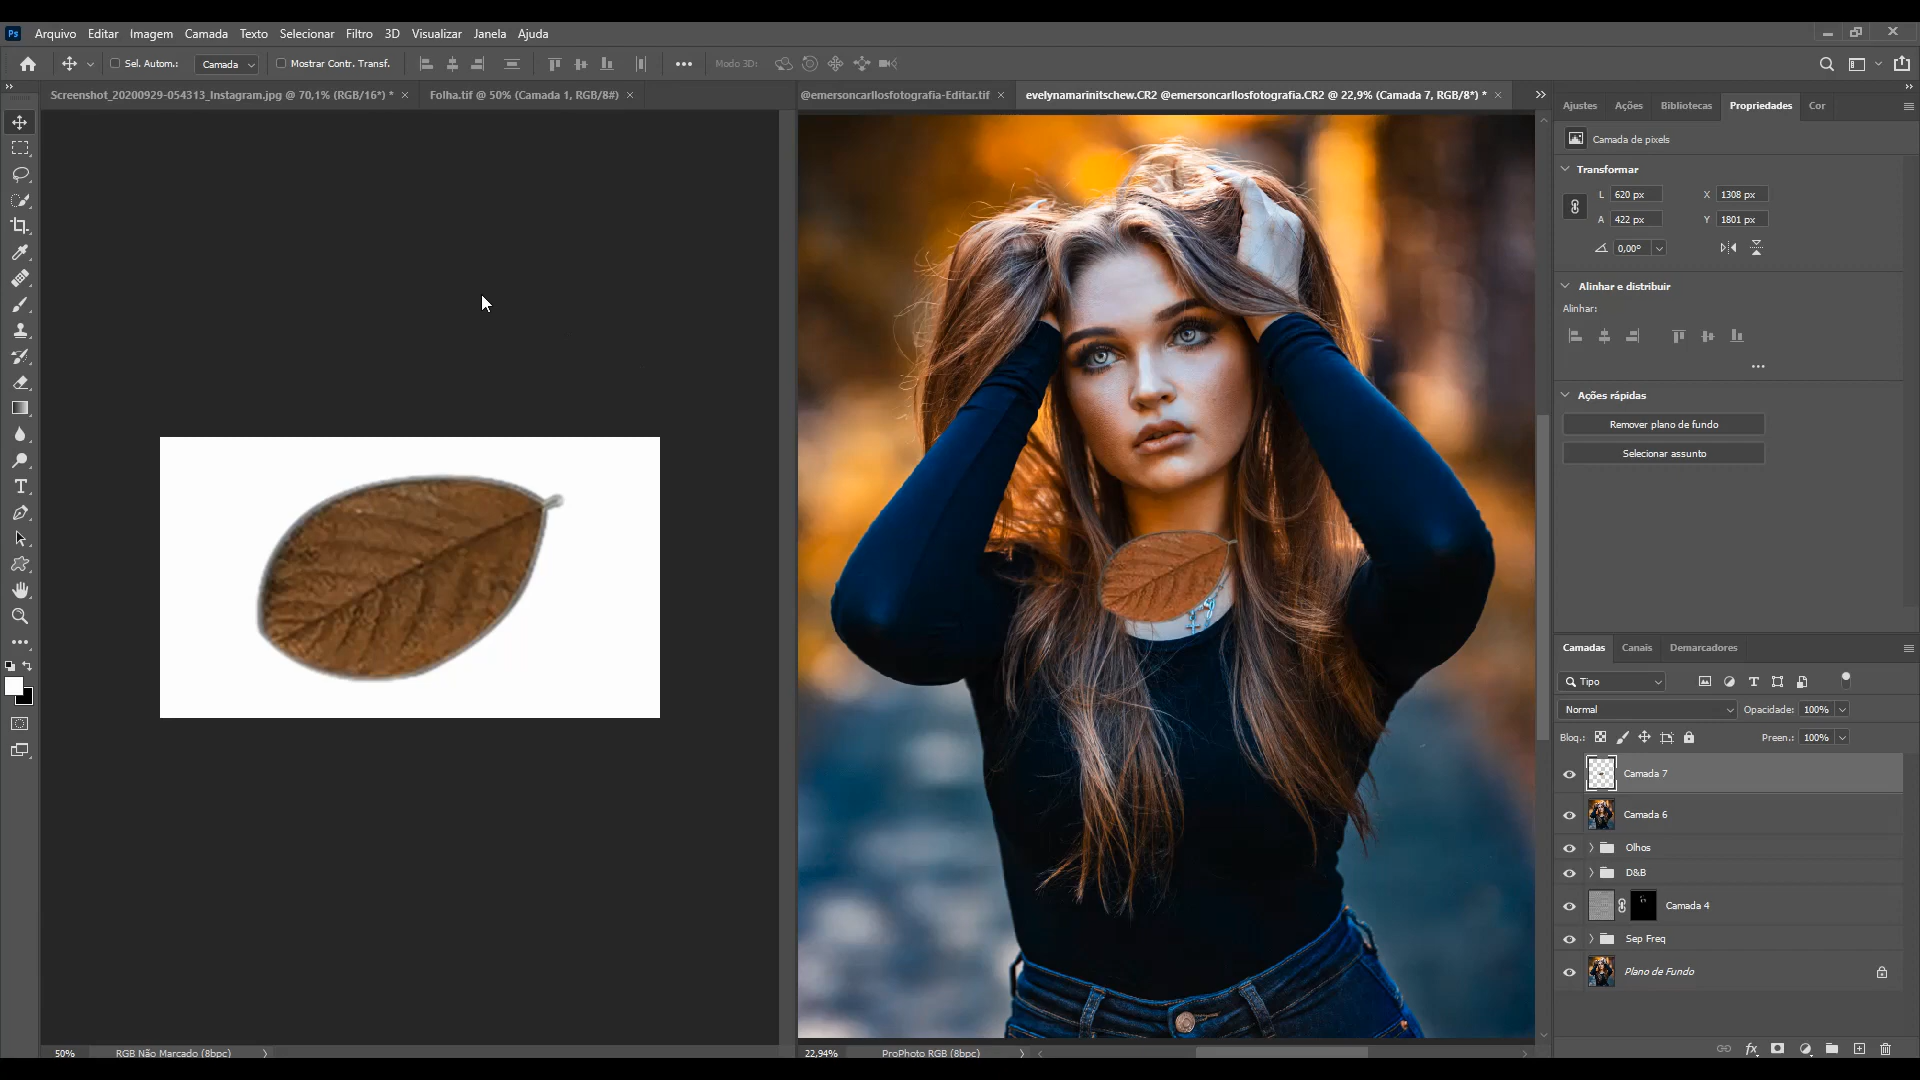 Ps Arquivo Editar Imagem Camada Texto Selecionar Filtro 3D Visualizar Janela Ajuda
Sel. Autom.: Camada Mostrar Contr. Transf. Modo 3D:
Screenshot_20200929-054313_Instagram.jpg @ 70,1% (RGB/16*) * × Folha.tif @ 50% (Camada 1, RGB/8#) ×
@emersoncarllosfotografia-Editar.tif × evelynamarinitschew.CR2 @emersoncarllosfotografia.CR2 @ 22,9% (Camada 7, RGB/8*) * ×
Ajustes Ações Bibliotecas Propriedades Cor
Camada de pixels
Transformar
L 620 px X 1308 px
A 422 px Y 1801 px
0,00°
Alinhar e distribuir
Alinhar:
Ações rápidas
Remover plano de fundo
Selecionar assunto
Camadas Canais Demarcadores
Tipo
Normal Opacidade: 100%
Bloq.: Preen.: 100%
Camada 7
Camada 6
Olhos
D&B
Camada 4
Sep Freq
Plano de Fundo
fx
50% RGB Não Marcado (8bpc)
22,94% ProPhoto RGB (8bpc)